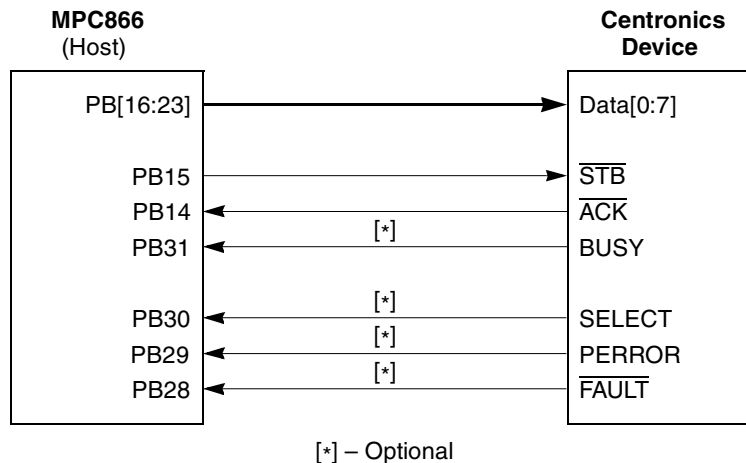 MPC866
(Host)
Centronics
Device
PB[16:23]
Data[0:7]
PB15
STB
PB14
ACK
[*]
PB31
BUSY
[*]
PB30
SELECT
[*]
PB29
PERROR
[*]
PB28
FAULT
[*] – Optional